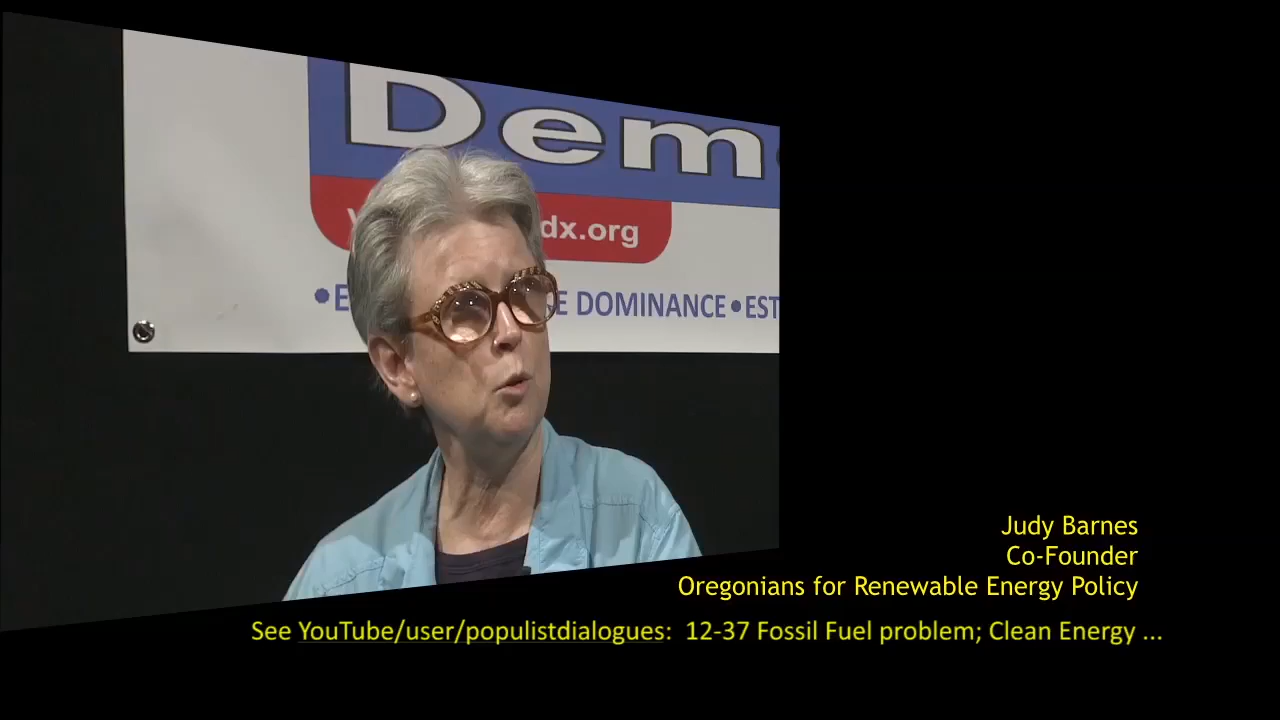 Dem
dx.org
DOMINANCE • EST
Judy Barnes
Co-Founder
Oregonians for Renewable Energy Policy
See YouTube/user/populistdialogues: 12-37 Fossil Fuel problem; Clean Energy ...